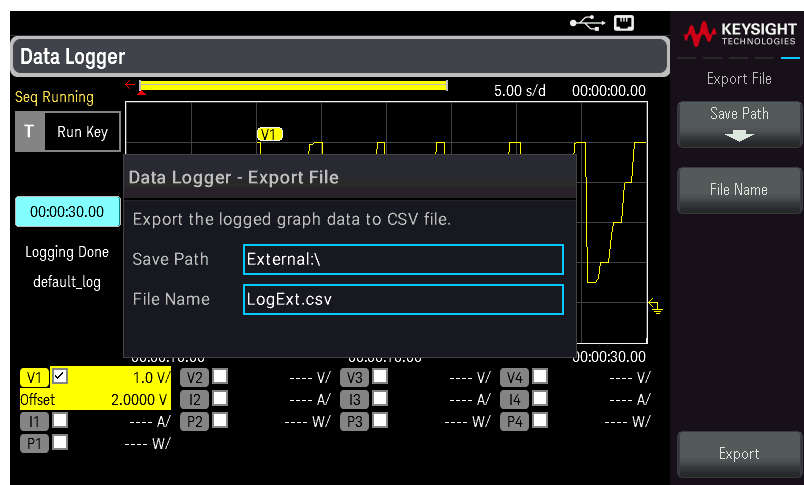 KEYSIGHT
TECHNOLOGIES
Data Logger
Export File
Seq Running
5.00 s/d
00:00:00.00
Save Path
T Run Key
V1
Data Logger - Export File
File Name
00:00:30.00
Export the logged graph data to CSV file.
Logging Done
Save Path
External:\
default_log
File Name
LogExt.csv
00:00:30.00
V1 1.0 V/ V2 ---- V/ V3 ---- V/ V4 ---- V/
Offset 2.0000 V I2 ---- A/ I3 ---- A/ I4 ---- A/
I1 ---- A/ P2 ---- W/ P3 ---- W/ P4 ---- W/
P1 ---- W/
Export